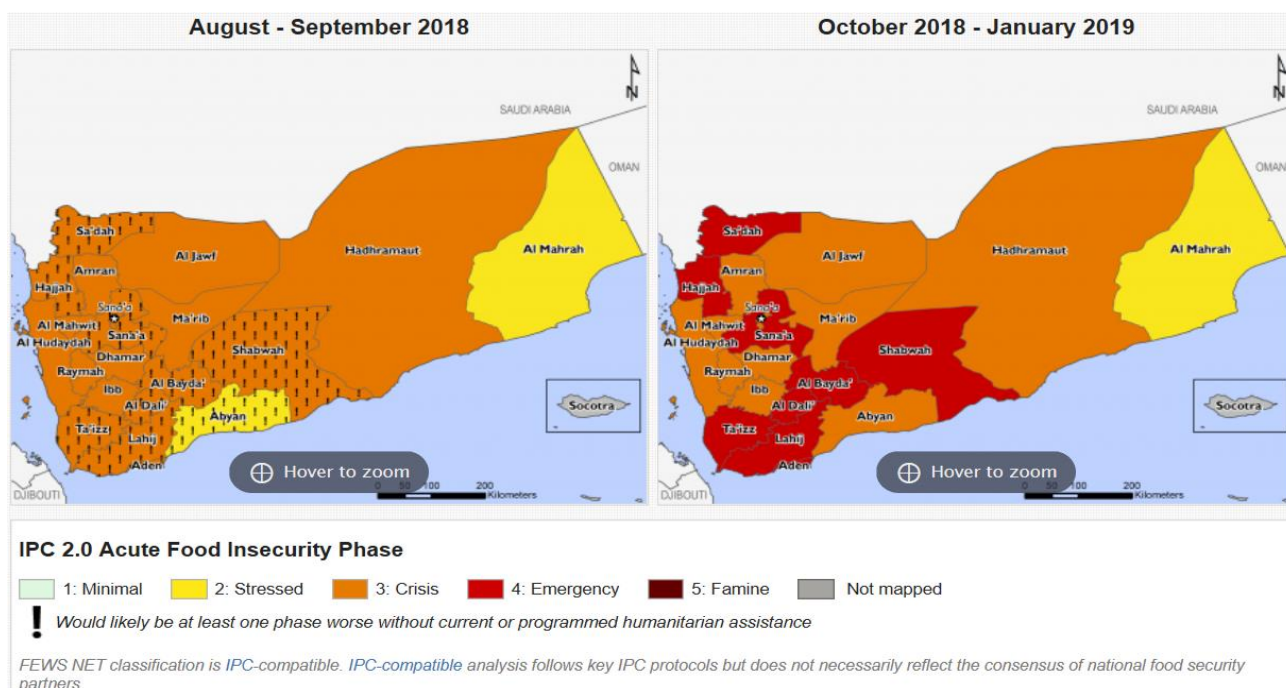 August - September 2018
October 2018 - January 2019
N
SAUDI ARABIA
OMAN
Sa'dah
Amran
Al Jawf
Hadhramaut
Al Mahrah
Hajjah
Sana'a
Ma'rib
Al Mahwit
Sana'a
Al Hudaydah
Dhamar
Shabwah
Raymah
Al Bayda'
Ibb
Al Dali'
Abyan
Socotra
Ta'izz
Lahij
Aden
Hover to zoom
DJIBOUTI
0 50 100 200
Kilometers
N
SAUDI ARABIA
OMAN
Sa'dah
Amran
Al Jawf
Hadhramaut
Al Mahrah
Hajjah
Sana'a
Ma'rib
Al Mahwit
Sana'a
Al Hudaydah
Dhamar
Shabwah
Raymah
Al Bayda'
Ibb
Al Dali'
Abyan
Socotra
Ta'izz
Lahij
Aden
Hover to zoom
DJIBOUTI
0 50 100 200
Kilometers
IPC 2.0 Acute Food Insecurity Phase
1: Minimal 2: Stressed 3: Crisis 4: Emergency 5: Famine Not mapped
! Would likely be at least one phase worse without current or programmed humanitarian assistance
FEWS NET classification is IPC-compatible. IPC-compatible analysis follows key IPC protocols but does not necessarily reflect the consensus of national food security
partners.